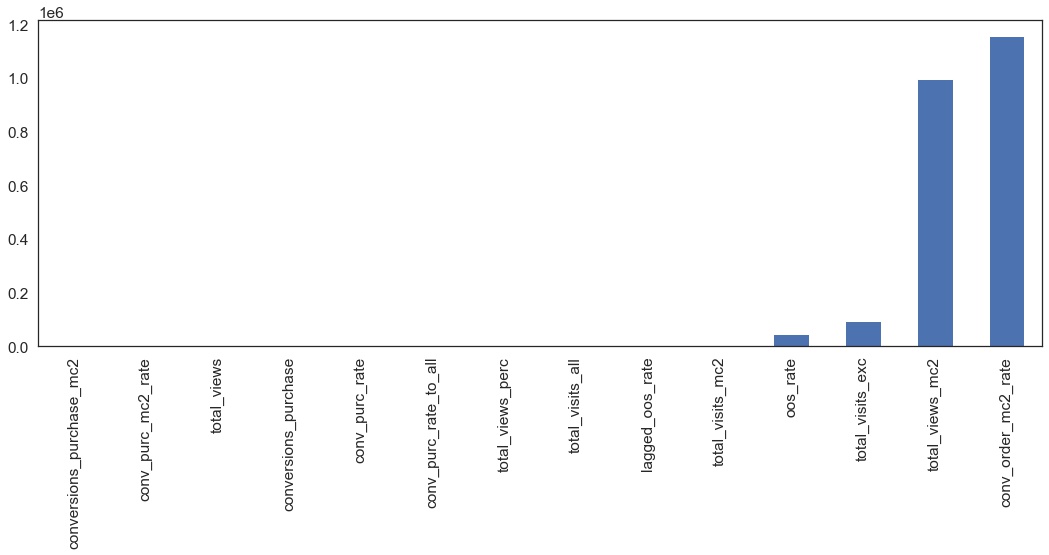 1e6
1.2
1.0
0.8
0.6
0.4
0.2
0.0
conversions_purchase_mc2
conv_purc_mc2_rate
total_views
conversions_purchase
conv_purc_rate
conv_purc_rate_to_all
total_views_perc
total_visits_all
lagged_oos_rate
total_visits_mc2
oos_rate
total_visits_exc
total_views_mc2
conv_order_mc2_rate